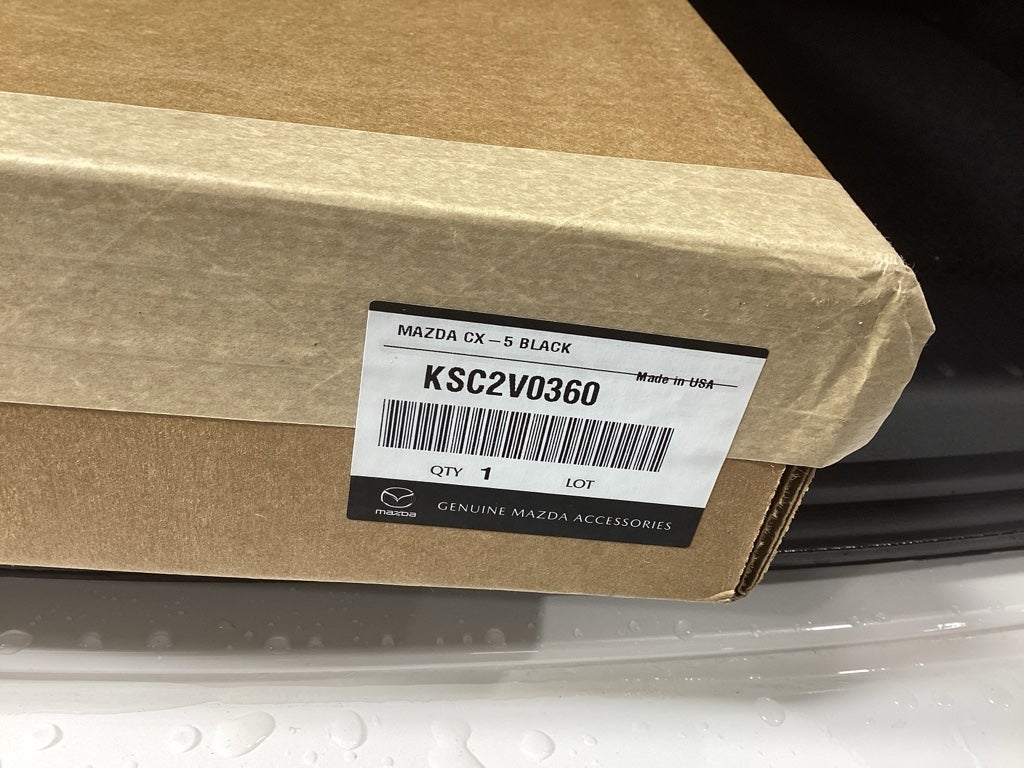 MAZDA CX-5 BLACK
Made in USA
KSC2V0360
QTY 1 LOT
mazda
GENUINE MAZDA ACCESSORIES